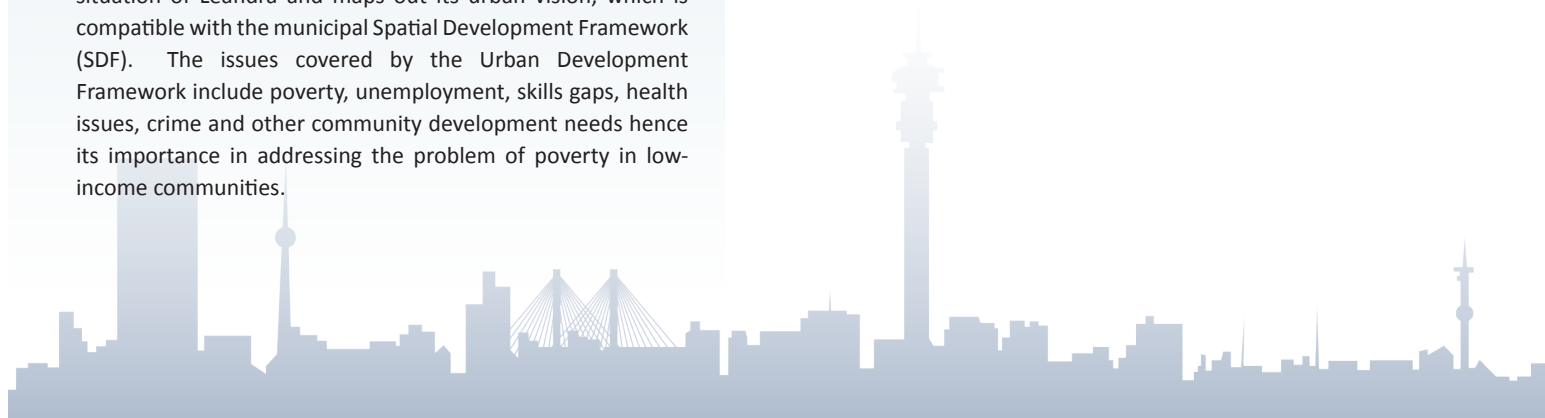 situation of Leandra and maps out its urban vision, which is
compatible with the municipal Spatial Development Framework
(SDF). The issues covered by the Urban Development
Framework include poverty, unemployment, skills gaps, health
issues, crime and other community development needs hence
its importance in addressing the problem of poverty in low-
income communities.